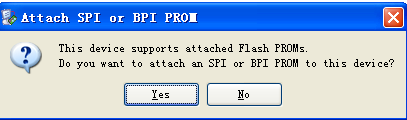 Attach SPI or BPI PROM
This device supports attached Flash PROMs.
Do you want to attach an SPI or BPI PROM to this device?
Yes
No